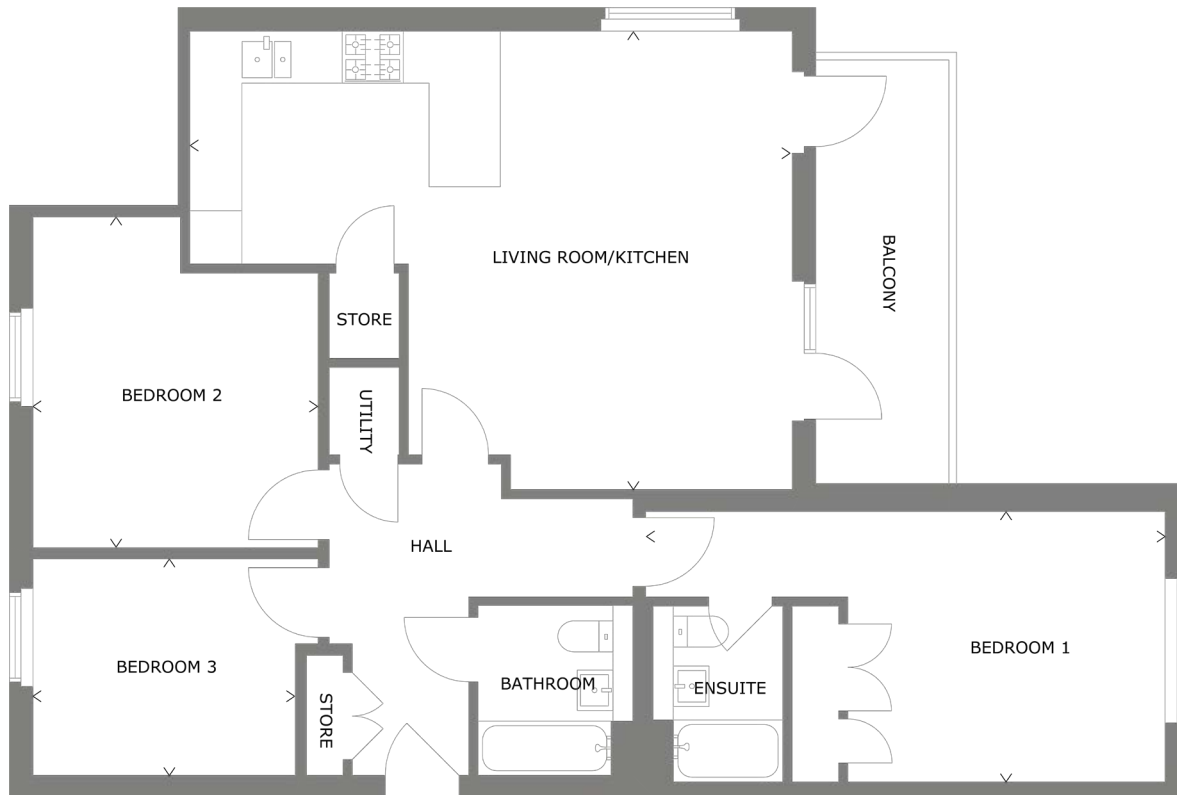 LIVING ROOM/KITCHEN
BALCONY
STORE
BEDROOM 2
UTILITY
HALL
BEDROOM 3
STORE
BATHROOM
ENSUITE
BEDROOM 1